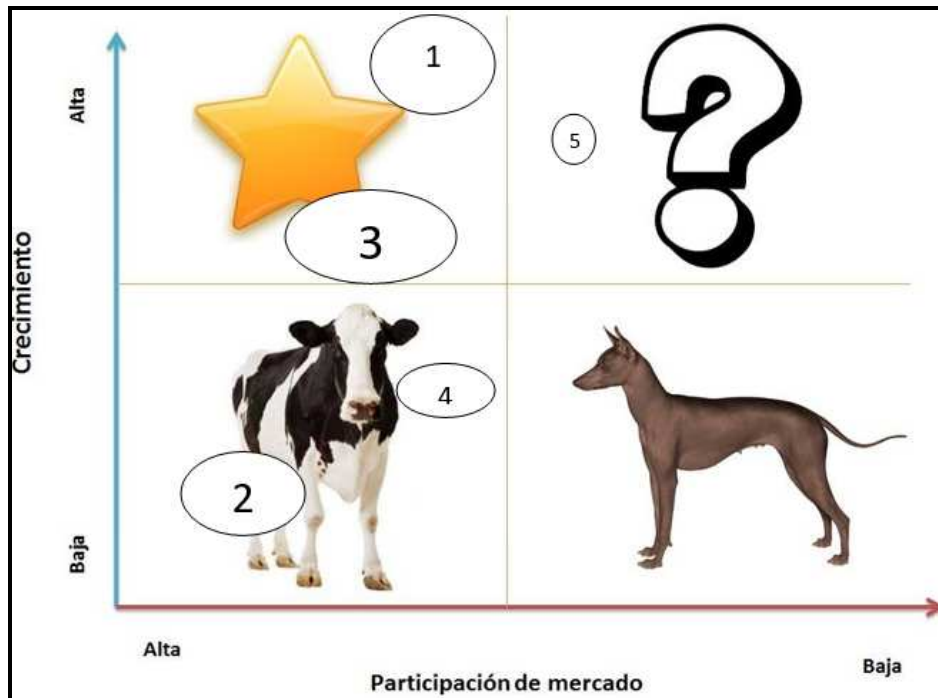 Alta
1
5
3
Crecimiento
4
2
Baja
Alta
Baja
Participación de mercado